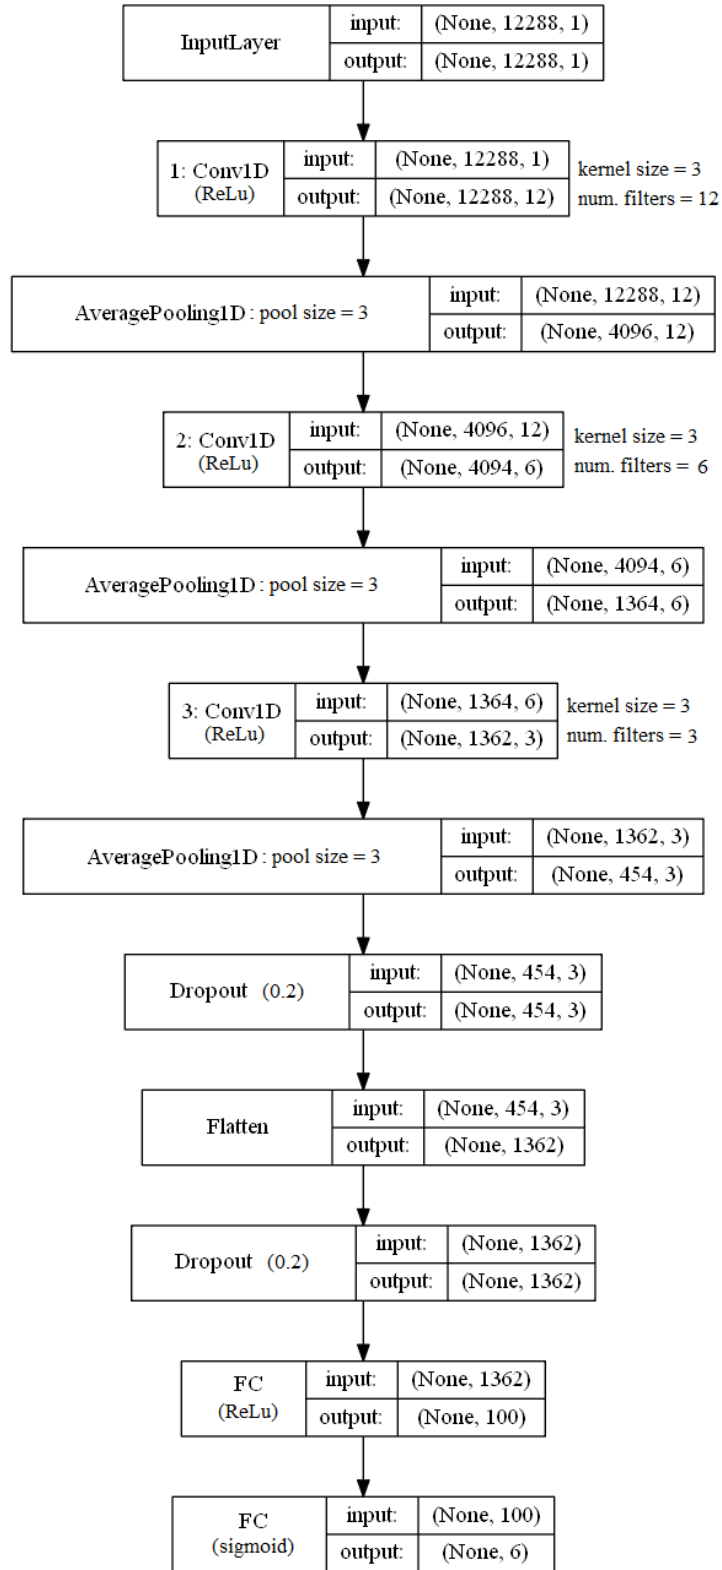 InputLayer
input: (None, 12288, 1)
output: (None, 12288, 1)
1: Conv1D
(ReLu)
input: (None, 12288, 1)
output: (None, 12288, 12)
kernel size = 3
num. filters = 12
AveragePooling1D: pool size = 3
input: (None, 12288, 12)
output: (None, 4096, 12)
2: Conv1D
(ReLu)
input: (None, 4096, 12)
output: (None, 4094, 6)
kernel size = 3
num. filters = 6
AveragePooling1D: pool size = 3
input: (None, 4094, 6)
output: (None, 1364, 6)
3: Conv1D
(ReLu)
input: (None, 1364, 6)
output: (None, 1362, 3)
kernel size = 3
num. filters = 3
AveragePooling1D: pool size = 3
input: (None, 1362, 3)
output: (None, 454, 3)
Dropout (0.2)
input: (None, 454, 3)
output: (None, 454, 3)
Flatten
input: (None, 454, 3)
output: (None, 1362)
Dropout (0.2)
input: (None, 1362)
output: (None, 1362)
FC
(ReLu)
input: (None, 1362)
output: (None, 100)
FC
(sigmoid)
input: (None, 100)
output: (None, 6)